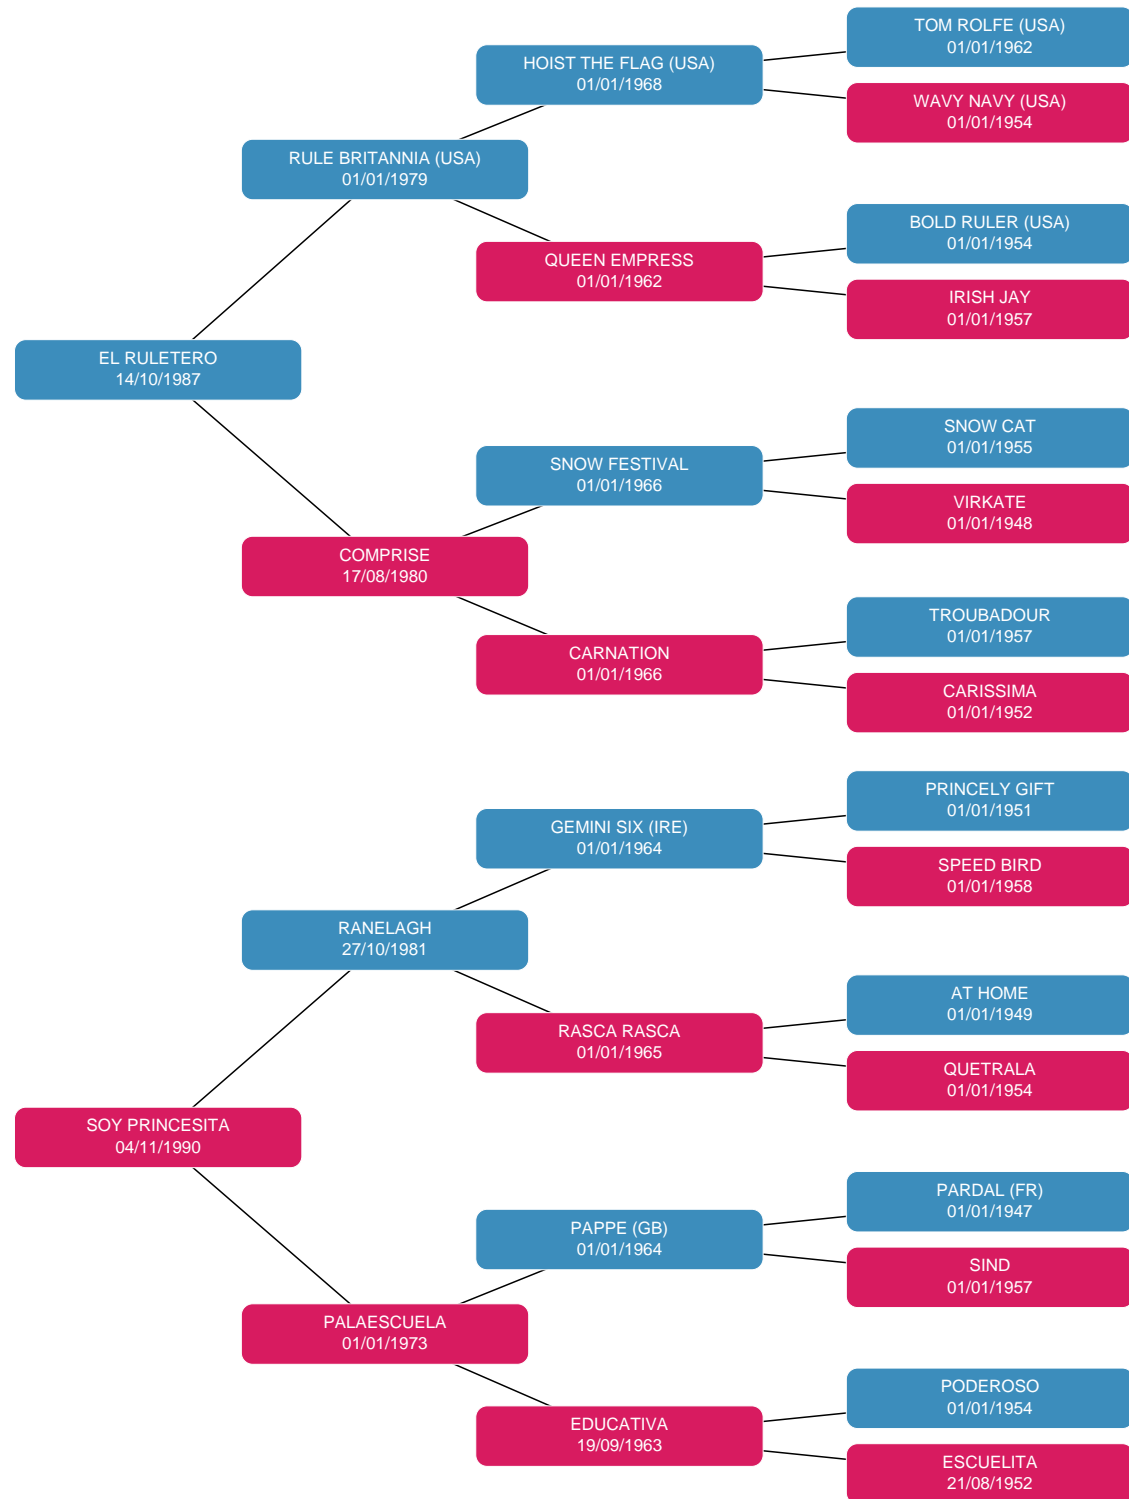 TOM ROLFE (USA)
01/01/1962
HOIST THE FLAG (USA)
01/01/1968
WAVY NAVY (USA)
01/01/1954
RULE BRITANNIA (USA)
01/01/1979
BOLD RULER (USA)
01/01/1954
QUEEN EMPRESS
01/01/1962
IRISH JAY
01/01/1957
EL RULETERO
14/10/1987
SNOW CAT
01/01/1955
SNOW FESTIVAL
01/01/1966
VIRKATE
01/01/1948
COMPRISE
17/08/1980
TROUBADOUR
01/01/1957
CARNATION
01/01/1966
CARISSIMA
01/01/1952
PRINCELY GIFT
01/01/1951
GEMINI SIX (IRE)
01/01/1964
SPEED BIRD
01/01/1958
RANELAGH
27/10/1981
AT HOME
01/01/1949
RASCA RASCA
01/01/1965
QUETRALA
01/01/1954
SOY PRINCESITA
04/11/1990
PARDAL (FR)
01/01/1947
PAPPE (GB)
01/01/1964
SIND
01/01/1957
PALAESCUELA
01/01/1973
PODEROSO
01/01/1954
EDUCATIVA
19/09/1963
ESCUELITA
21/08/1952